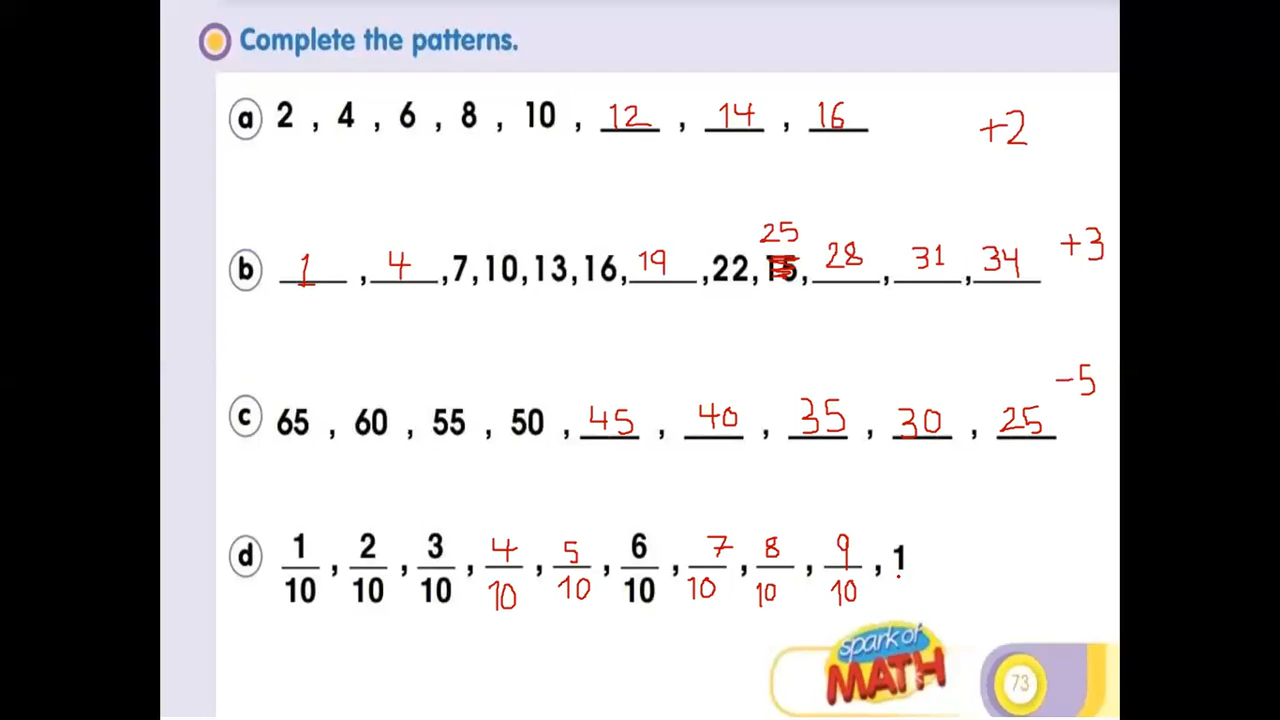 Complete the patterns.
a 2 , 4 , 6 , 8 , 10 , 12 , 14 , 16 +2
25
b 1 , 4 ,7,10,13,16, 19 ,22,15, 28 , 31 , 34 +3
-5
c 65 , 60 , 55 , 50 , 45 , 40 , 35 , 30 , 25
d 1/10 , 2/10 , 3/10 , 4/10 , 5/10 , 6/10 , 7/10 , 8/10 , 9/10 , 1
spark of
MATH
73